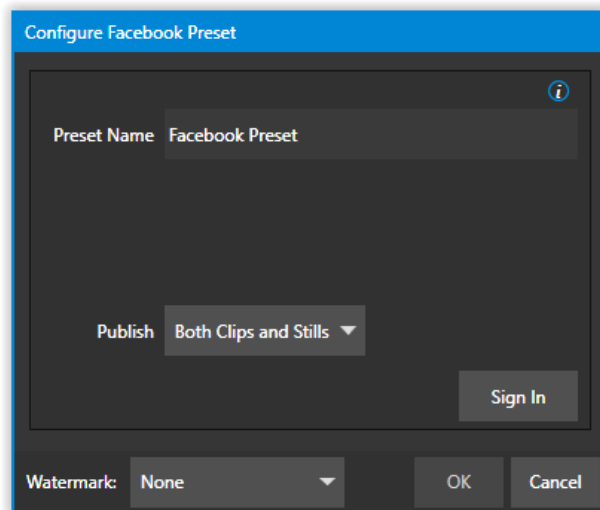 Configure Facebook Preset
i
Preset Name Facebook Preset
Publish Both Clips and Stills
Sign In
Watermark: None OK Cancel